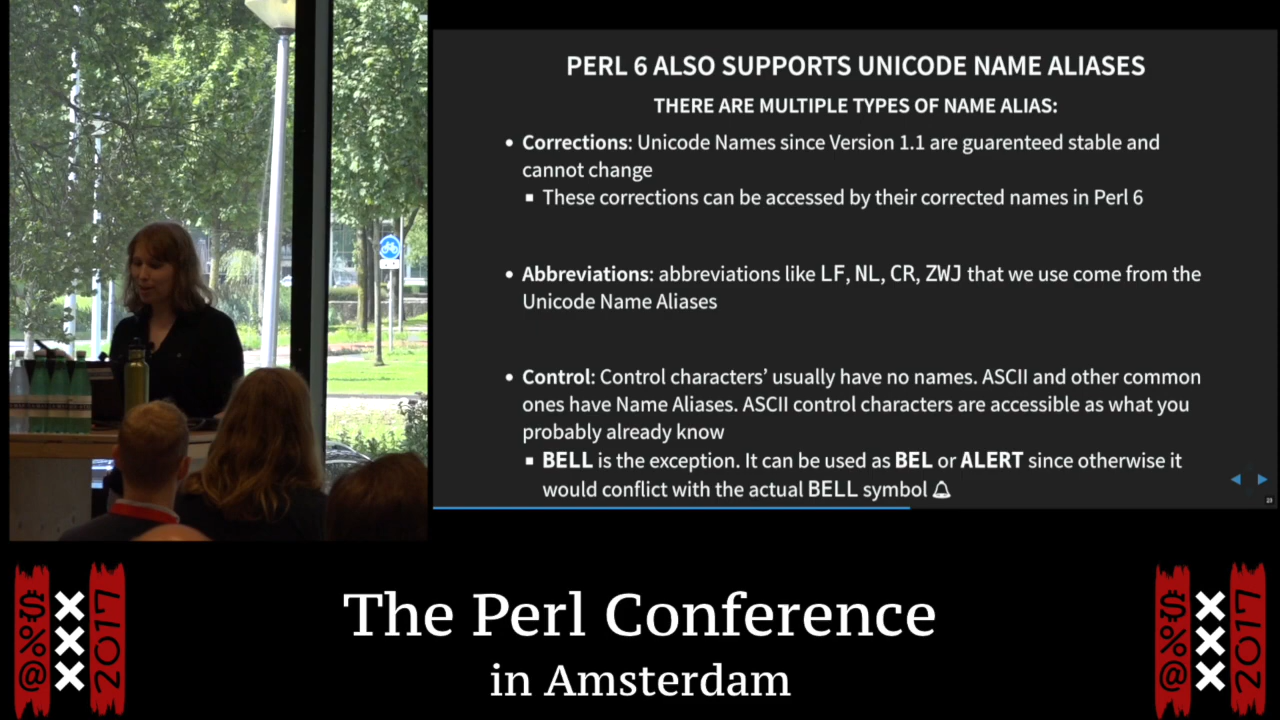 PERL 6 ALSO SUPPORTS UNICODE NAME ALIASES
THERE ARE MULTIPLE TYPES OF NAME ALIAS:
• Corrections: Unicode Names since Version 1.1 are guarenteed stable and
cannot change
▪ These corrections can be accessed by their corrected names in Perl 6
• Abbreviations: abbreviations like LF, NL, CR, ZWJ that we use come from the
Unicode Name Aliases
• Control: Control characters’ usually have no names. ASCII and other common
ones have Name Aliases. ASCII control characters are accessible as what you
probably already know
▪ BELL is the exception. It can be used as BEL or ALERT since otherwise it
would conflict with the actual BELL symbol 🔔
23
The Perl Conference
in Amsterdam
$%@
XXX
2017
$%@
XXX
2017